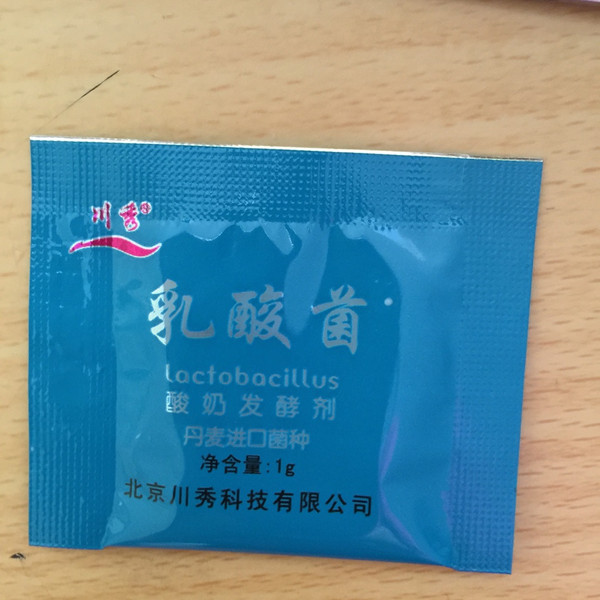 川秀
乳酸菌
lactobacillus
酸奶发酵剂
丹麦进口菌种
净含量:1g
北京川秀科技有限公司